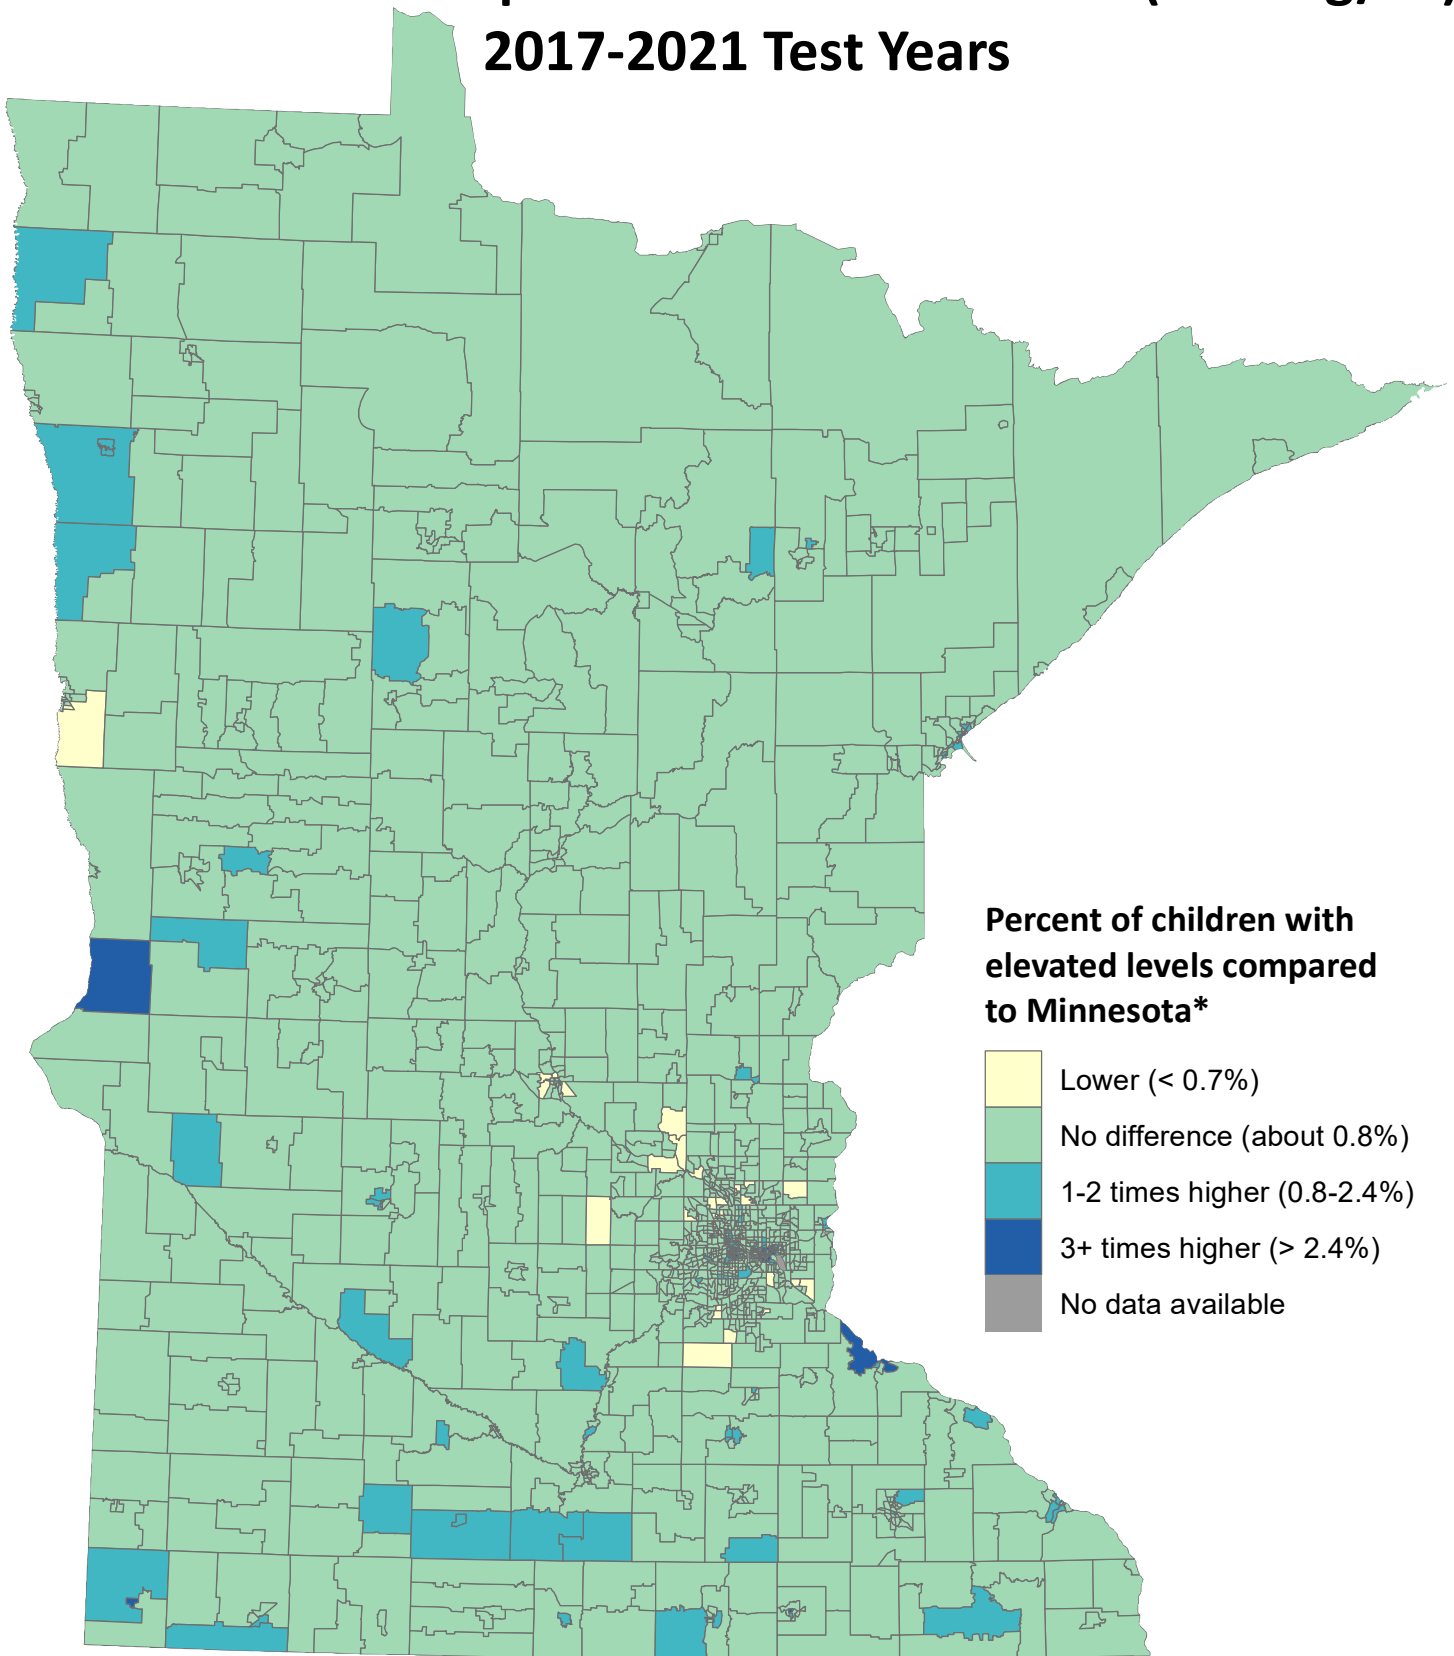 2017-2021 Test Years
Percent of children with
elevated levels compared
to Minnesota*
Lower (< 0.7%)
No difference (about 0.8%)
1-2 times higher (0.8-2.4%)
3+ times higher (> 2.4%)
No data available